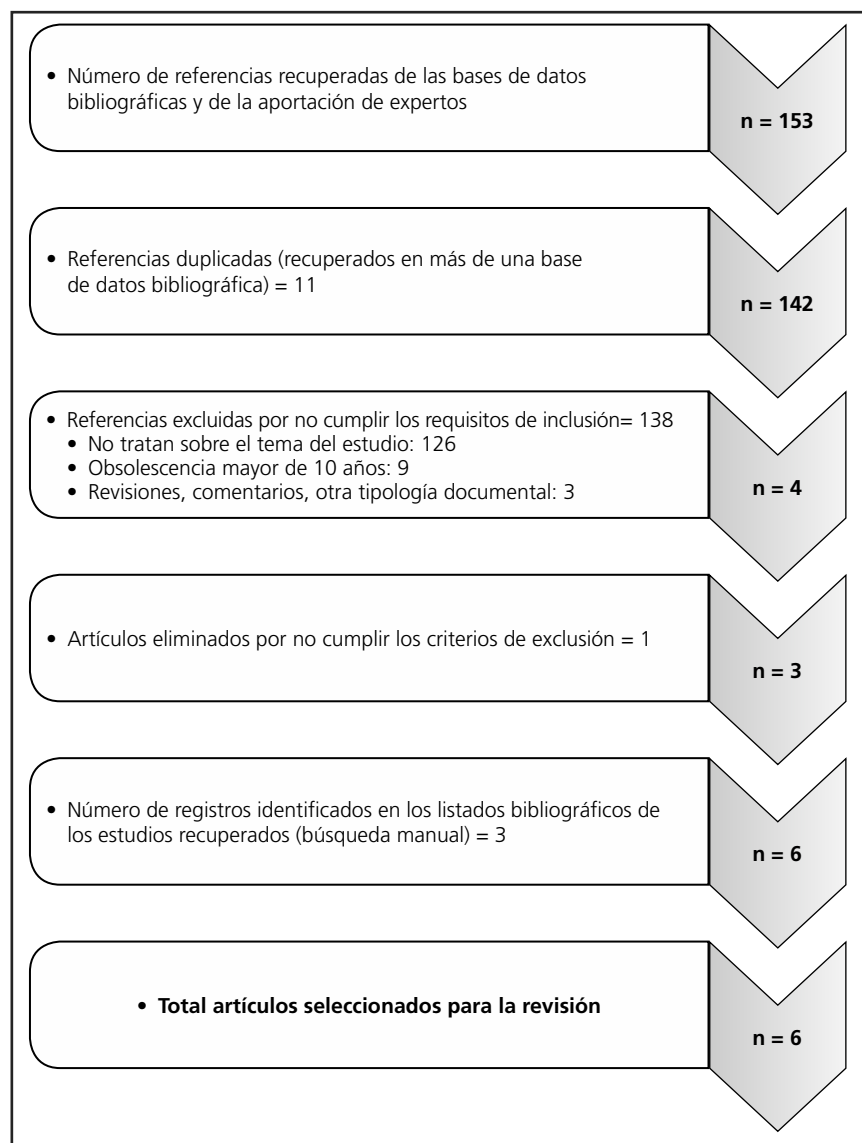 • Número de referencias recuperadas de las bases de datos
bibliográficas y de la aportación de expertos
n = 153
• Referencias duplicadas (recuperados en más de una base
de datos bibliográfica) = 11
n = 142
• Referencias excluidas por no cumplir los requisitos de inclusión= 138
• No tratan sobre el tema del estudio: 126
• Obsolescencia mayor de 10 años: 9
• Revisiones, comentarios, otra tipología documental: 3
n = 4
• Artículos eliminados por no cumplir los criterios de exclusión = 1
n = 3
• Número de registros identificados en los listados bibliográficos de
los estudios recuperados (búsqueda manual) = 3
n = 6
• Total artículos seleccionados para la revisión
n = 6